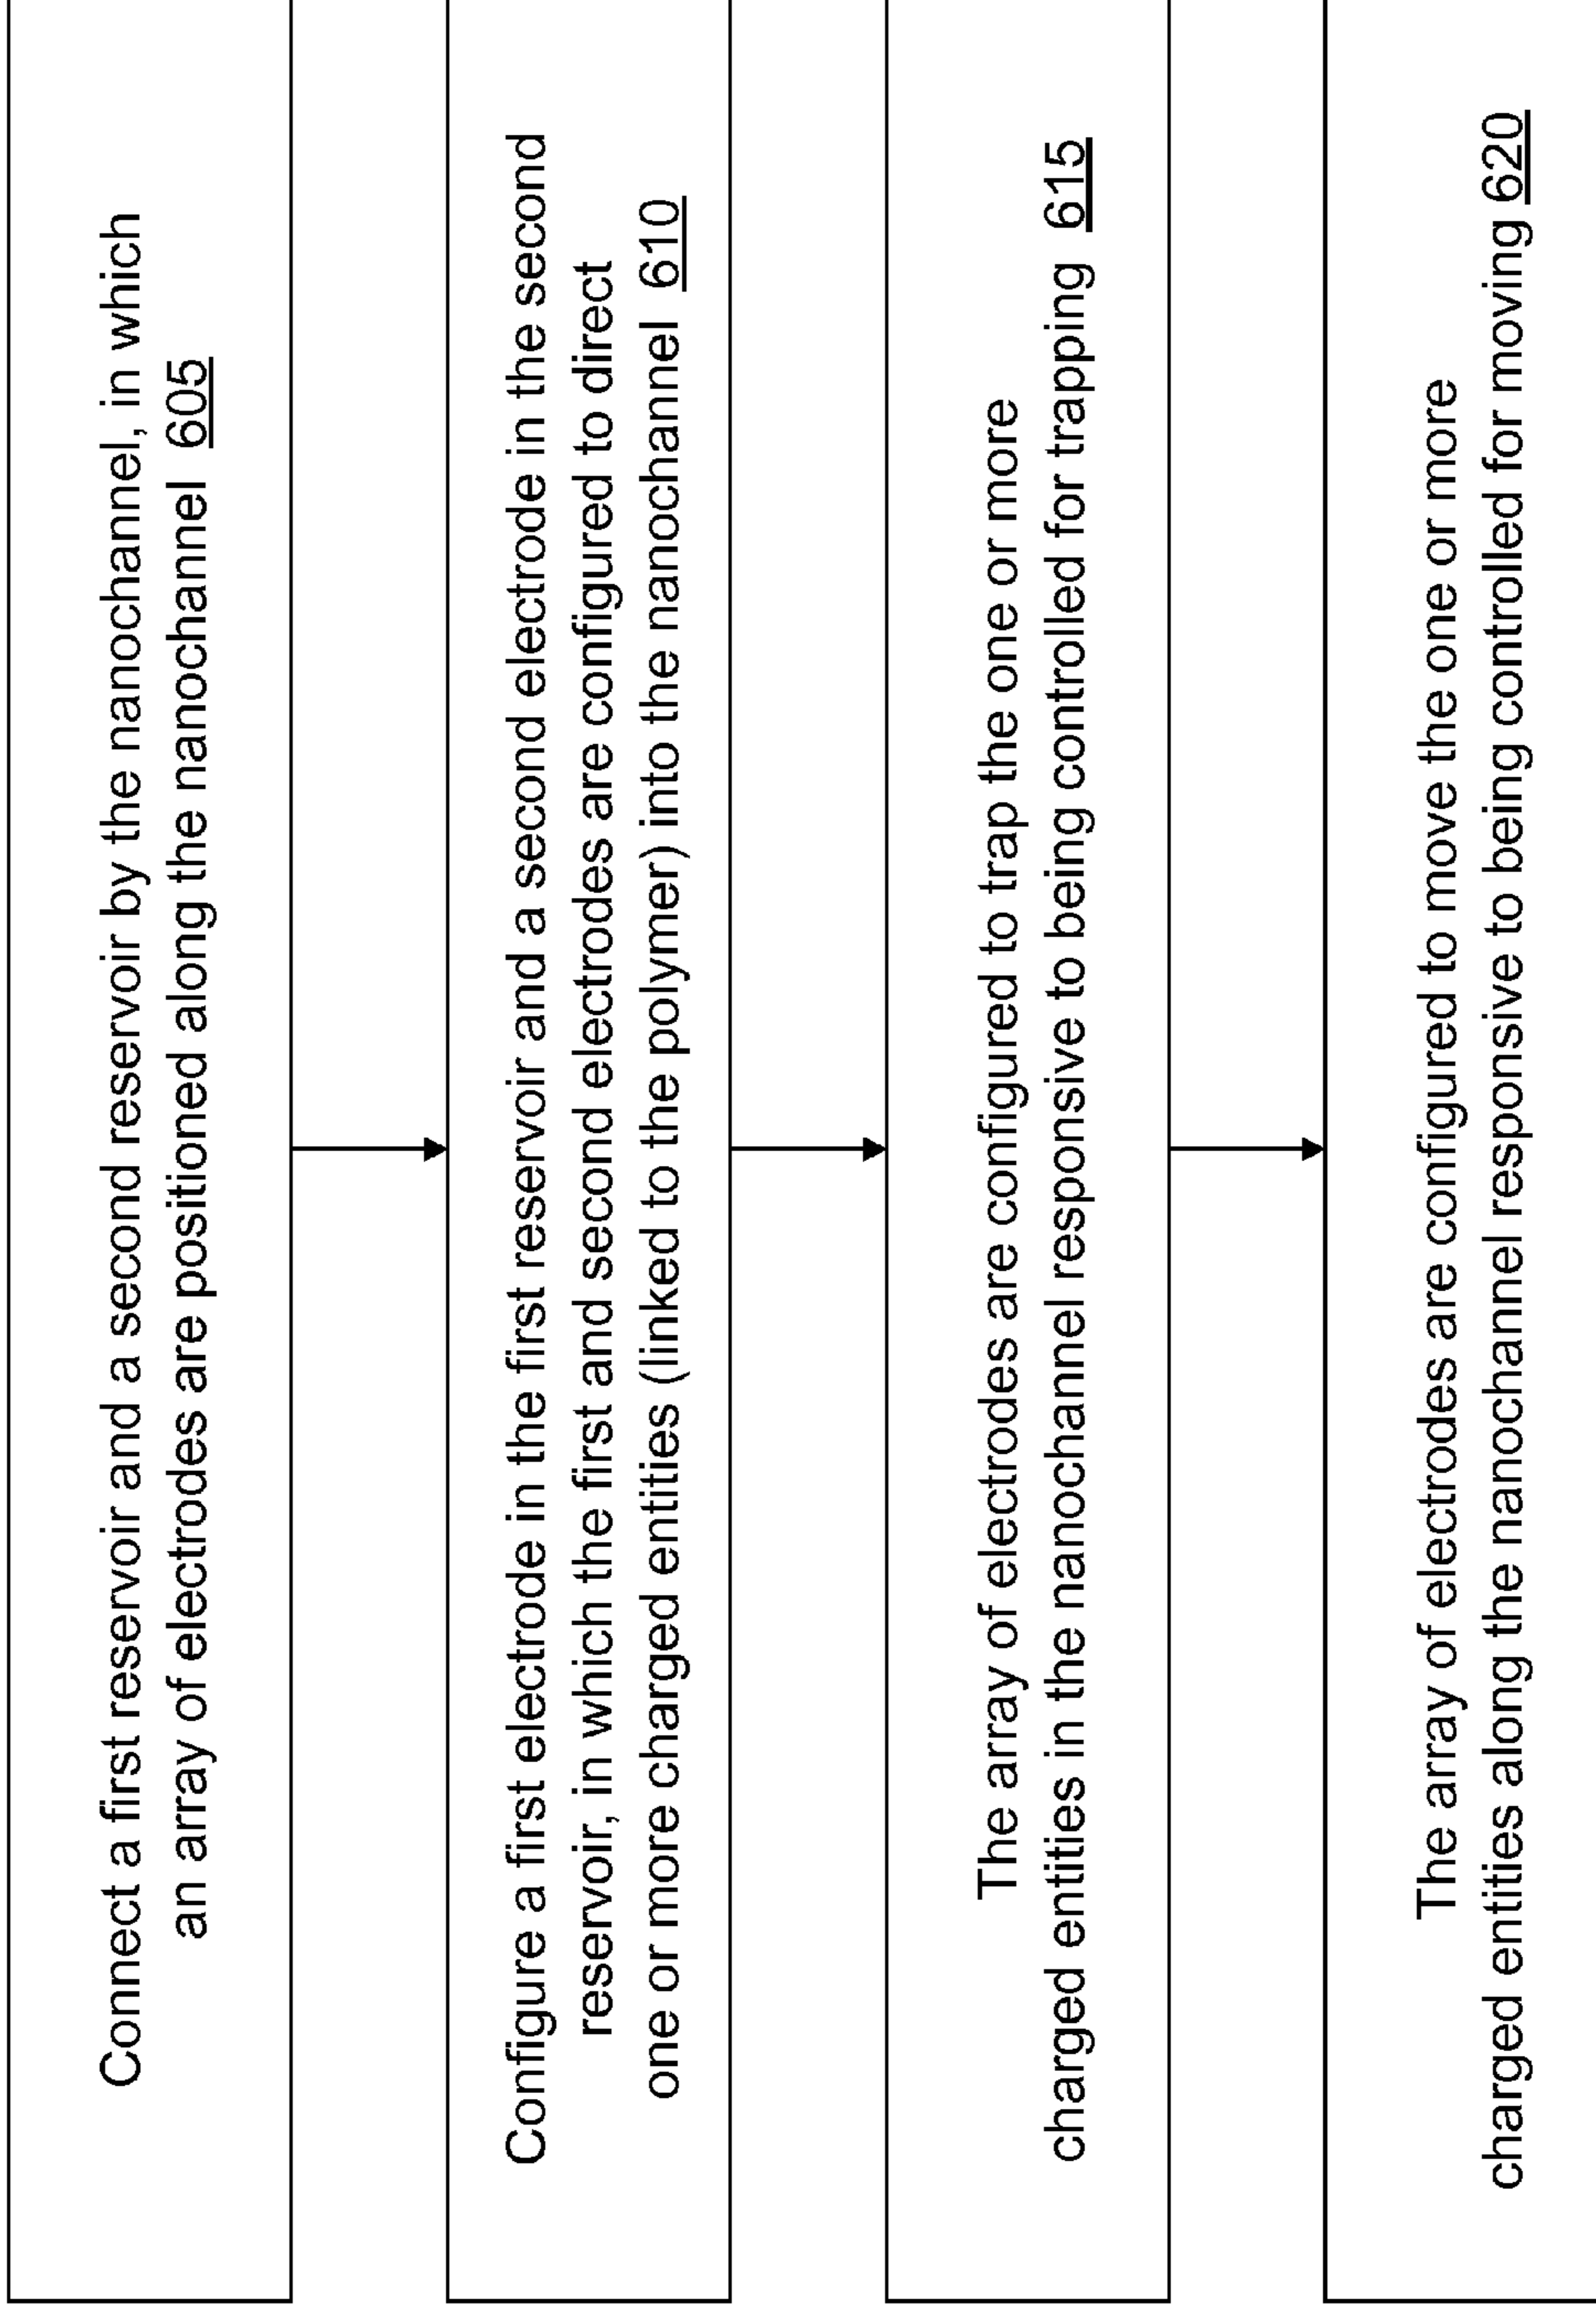 Connect a first reservoir and a second reservoir by the nanochannel, in which
an array of electrodes are positioned along the nanochannel 605
Configure a first electrode in the first reservoir and a second electrode in the second
reservoir, in which the first and second electrodes are configured to direct
one or more charged entities (linked to the polymer) into the nanochannel 610
The array of electrodes are configured to trap the one or more
charged entities in the nanochannel responsive to being controlled for trapping 615
The array of electrodes are configured to move the one or more
charged entities along the nanochannel responsive to being controlled for moving 620